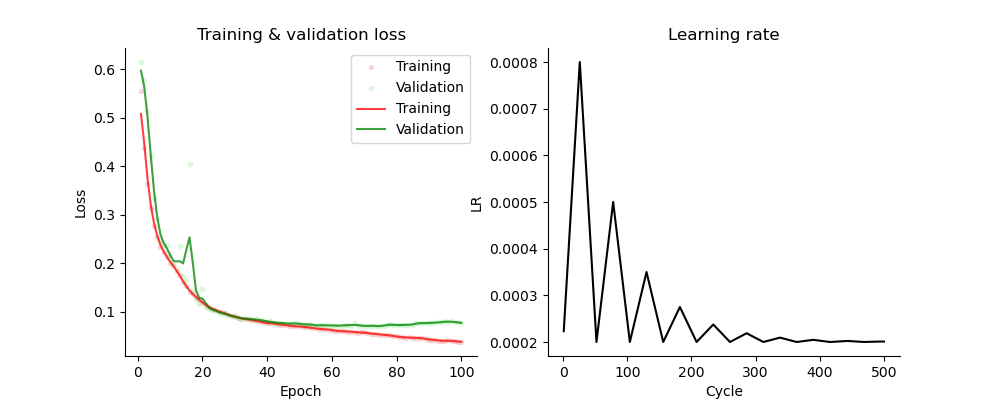 Training & validation loss
Loss
0.6
0.5
0.4
0.3
0.2
0.1
0
20
40
60
80
100
Epoch
Training
Validation
Training
Validation
Learning rate
LR
0.0008
0.0007
0.0006
0.0005
0.0004
0.0003
0.0002
0
100
200
300
400
500
Cycle